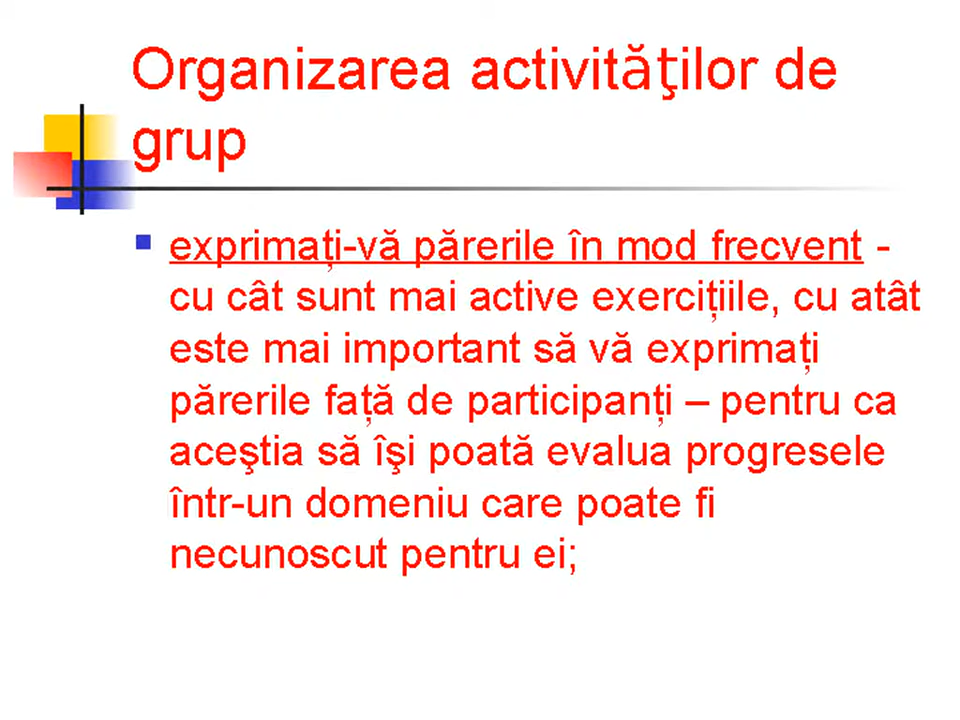 Organizarea activităţilor de
grup
exprimați-vă părerile în mod frecvent -
cu cât sunt mai active exercițiile, cu atât
este mai important să vă exprimați
părerile față de participanți – pentru ca
aceştia să îşi poată evalua progresele
într-un domeniu care poate fi
necunoscut pentru ei;